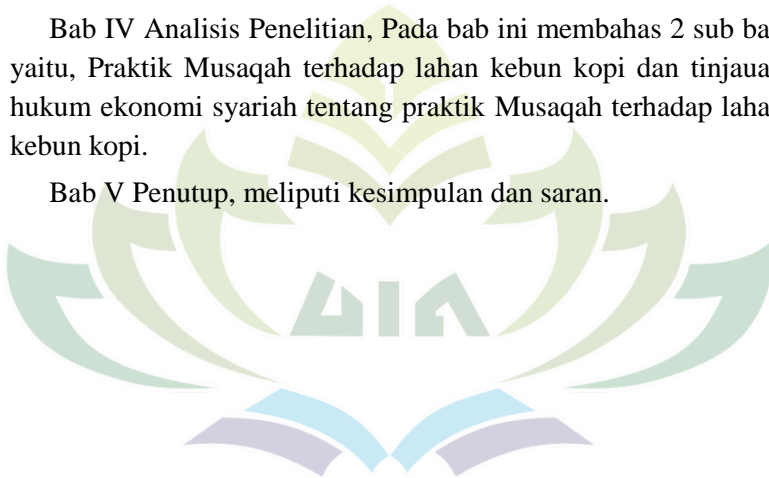 Bab IV Analisis Penelitian, Pada bab ini membahas 2 sub ba
yaitu, Praktik Musaqah terhadap lahan kebun kopi dan tinjaua
hukum ekonomi syariah tentang praktik Musaqah terhadap laha
kebun kopi.
Bab V Penutup, meliputi kesimpulan dan saran.
UIN